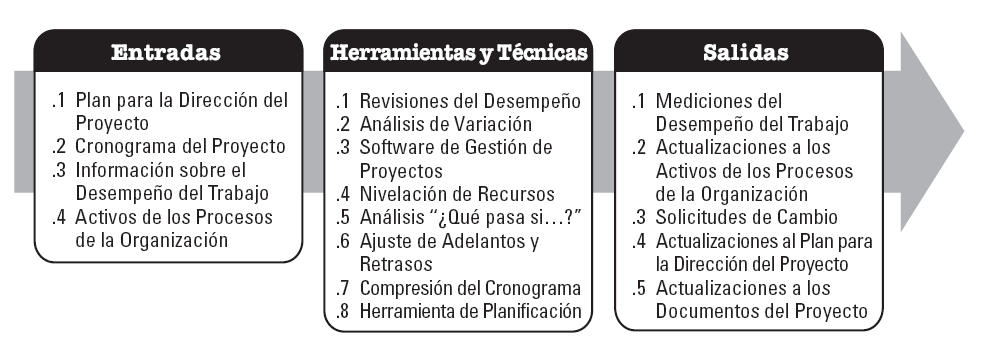 Entradas
.1 Plan para la Dirección del
Proyecto
.2 Cronograma del Proyecto
.3 Información sobre el
Desempeño del Trabajo
.4 Activos de los Procesos
de la Organización
Herramientas y Técnicas
.1 Revisiones del Desempeño
.2 Análisis de Variación
.3 Software de Gestión de
Proyectos
.4 Nivelación de Recursos
.5 Análisis “¿Qué pasa si...?”
.6 Ajuste de Adelantos y
Retrasos
.7 Compresión del Cronograma
.8 Herramienta de Planificación
Salidas
.1 Mediciones del
Desempeño del Trabajo
.2 Actualizaciones a los
Activos de los Procesos
de la Organización
.3 Solicitudes de Cambio
.4 Actualizaciones al Plan para
la Dirección del Proyecto
.5 Actualizaciones a los
Documentos del Proyecto